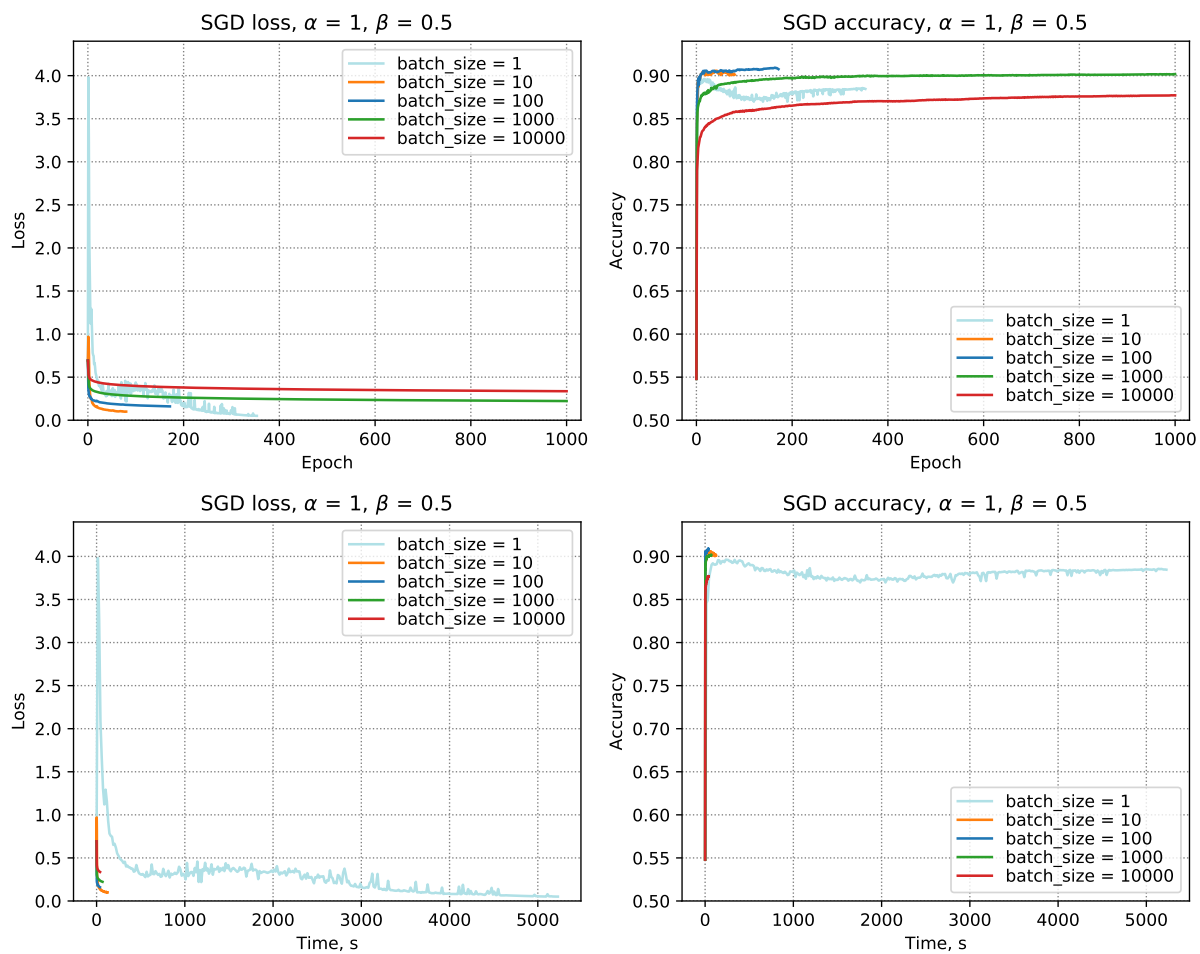 SGD loss, α = 1, β = 0.5
4.0
3.5
3.0
2.5
2.0
1.5
1.0
0.5
0.0
Loss
0 200 400 600 800 1000
Epoch
batch_size = 1
batch_size = 10
batch_size = 100
batch_size = 1000
batch_size = 10000
SGD accuracy, α = 1, β = 0.5
0.90
0.85
0.80
0.75
0.70
0.65
0.60
0.55
0.50
Accuracy
0 200 400 600 800 1000
Epoch
batch_size = 1
batch_size = 10
batch_size = 100
batch_size = 1000
batch_size = 10000
SGD loss, α = 1, β = 0.5
4.0
3.5
3.0
2.5
2.0
1.5
1.0
0.5
0.0
Loss
0 1000 2000 3000 4000 5000
Time, s
batch_size = 1
batch_size = 10
batch_size = 100
batch_size = 1000
batch_size = 10000
SGD accuracy, α = 1, β = 0.5
0.90
0.85
0.80
0.75
0.70
0.65
0.60
0.55
0.50
Accuracy
0 1000 2000 3000 4000 5000
Time, s
batch_size = 1
batch_size = 10
batch_size = 100
batch_size = 1000
batch_size = 10000